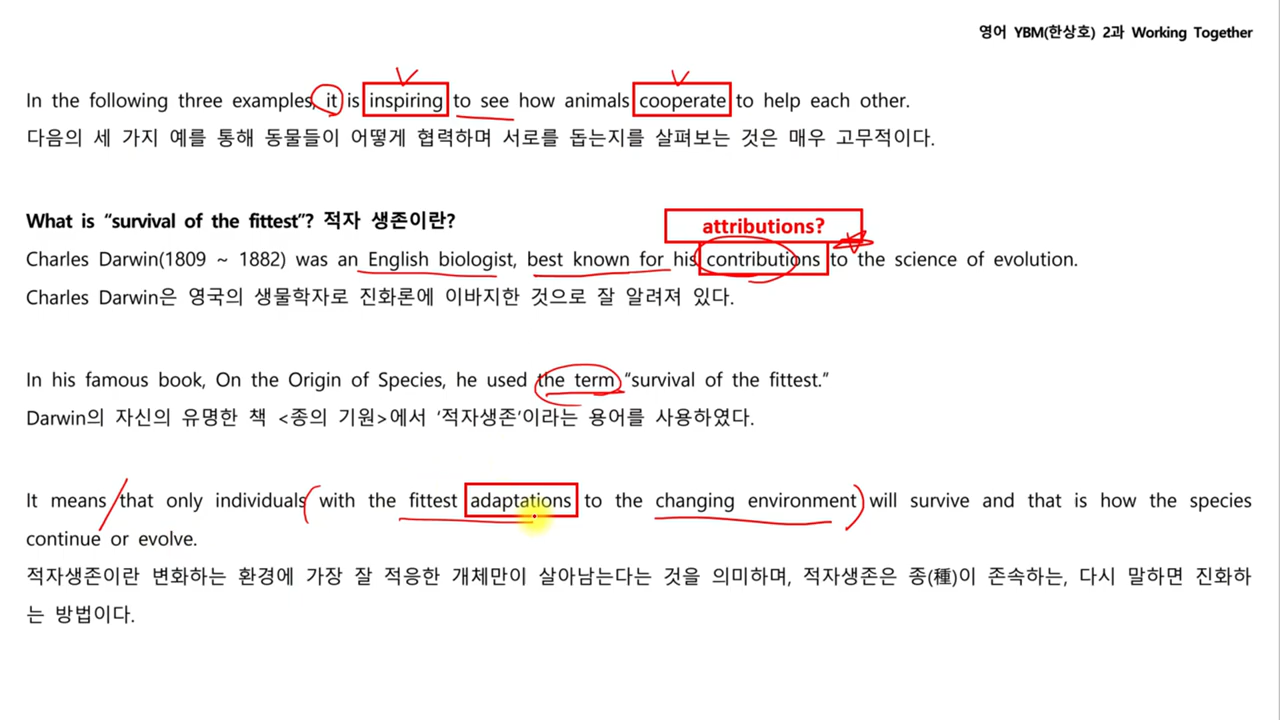 영어 YBM(한상호) 2과 Working Together
In the following three examples, it is inspiring to see how animals cooperate to help each other.
다음의 세 가지 예를 통해 동물들이 어떻게 협력하며 서로를 돕는지를 살펴보는 것은 매우 고무적이다.
What is “survival of the fittest”? 적자 생존이란?
attributions?
Charles Darwin(1809 ~ 1882) was an English biologist, best known for his contributions to the science of evolution.
Charles Darwin은 영국의 생물학자로 진화론에 이바지한 것으로 잘 알려져 있다.
In his famous book, On the Origin of Species, he used the term “survival of the fittest.”
Darwin의 자신의 유명한 책 <종의 기원>에서 ‘적자생존’이라는 용어를 사용하였다.
It means that only individuals with the fittest adaptations to the changing environment will survive and that is how the species
continue or evolve.
적자생존이란 변화하는 환경에 가장 잘 적응한 개체만이 살아남는다는 것을 의미하며, 적자생존은 종(種)이 존속하는, 다시 말하면 진화하
는 방법이다.